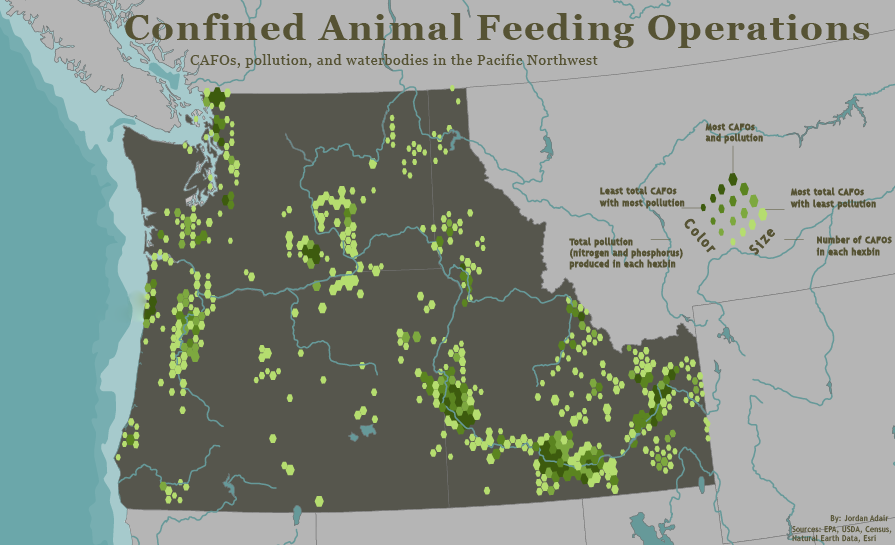 Confined Animal Feeding Operations
CAFOs, pollution, and waterbodies in the Pacific Northwest
Most CAFOs
and pollution
Least total CAFOs
with most pollution
Most total CAFOs
with least pollution
Color
Size
Total pollution
(nitrogen and phosphorus)
produced in each hexbin
Number of CAFOs
in each hexbin
By: Jordan Adair
Sources: EPA, USDA, Census,
Natural Earth Data, Esri